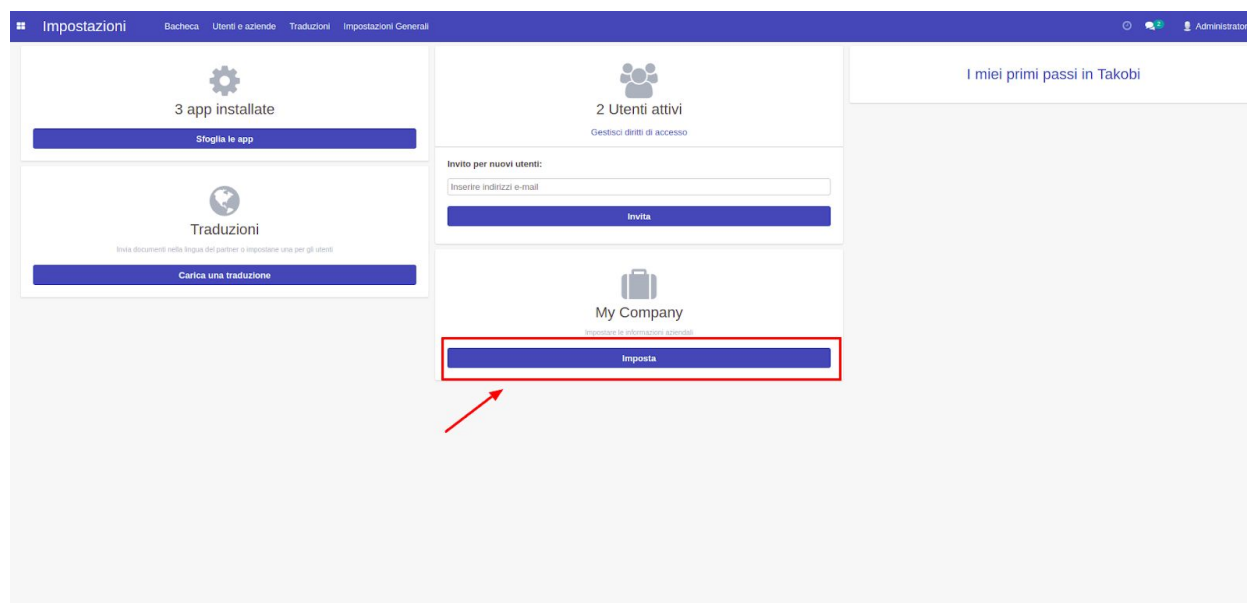 Impostazioni Bacheca Utenti e aziende Traduzioni Impostazioni Generali 2 Administrator
3 app installate
Sfoglia le app
Traduzioni
Invia documenti nella lingua del partner o impostane una per gli utenti
Carica una traduzione
2 Utenti attivi
Gestisci diritti di accesso
Invito per nuovi utenti:
Inserire indirizzi e-mail
Invita
My Company
Impostare le informazioni aziendali
Imposta
I miei primi passi in Takobi